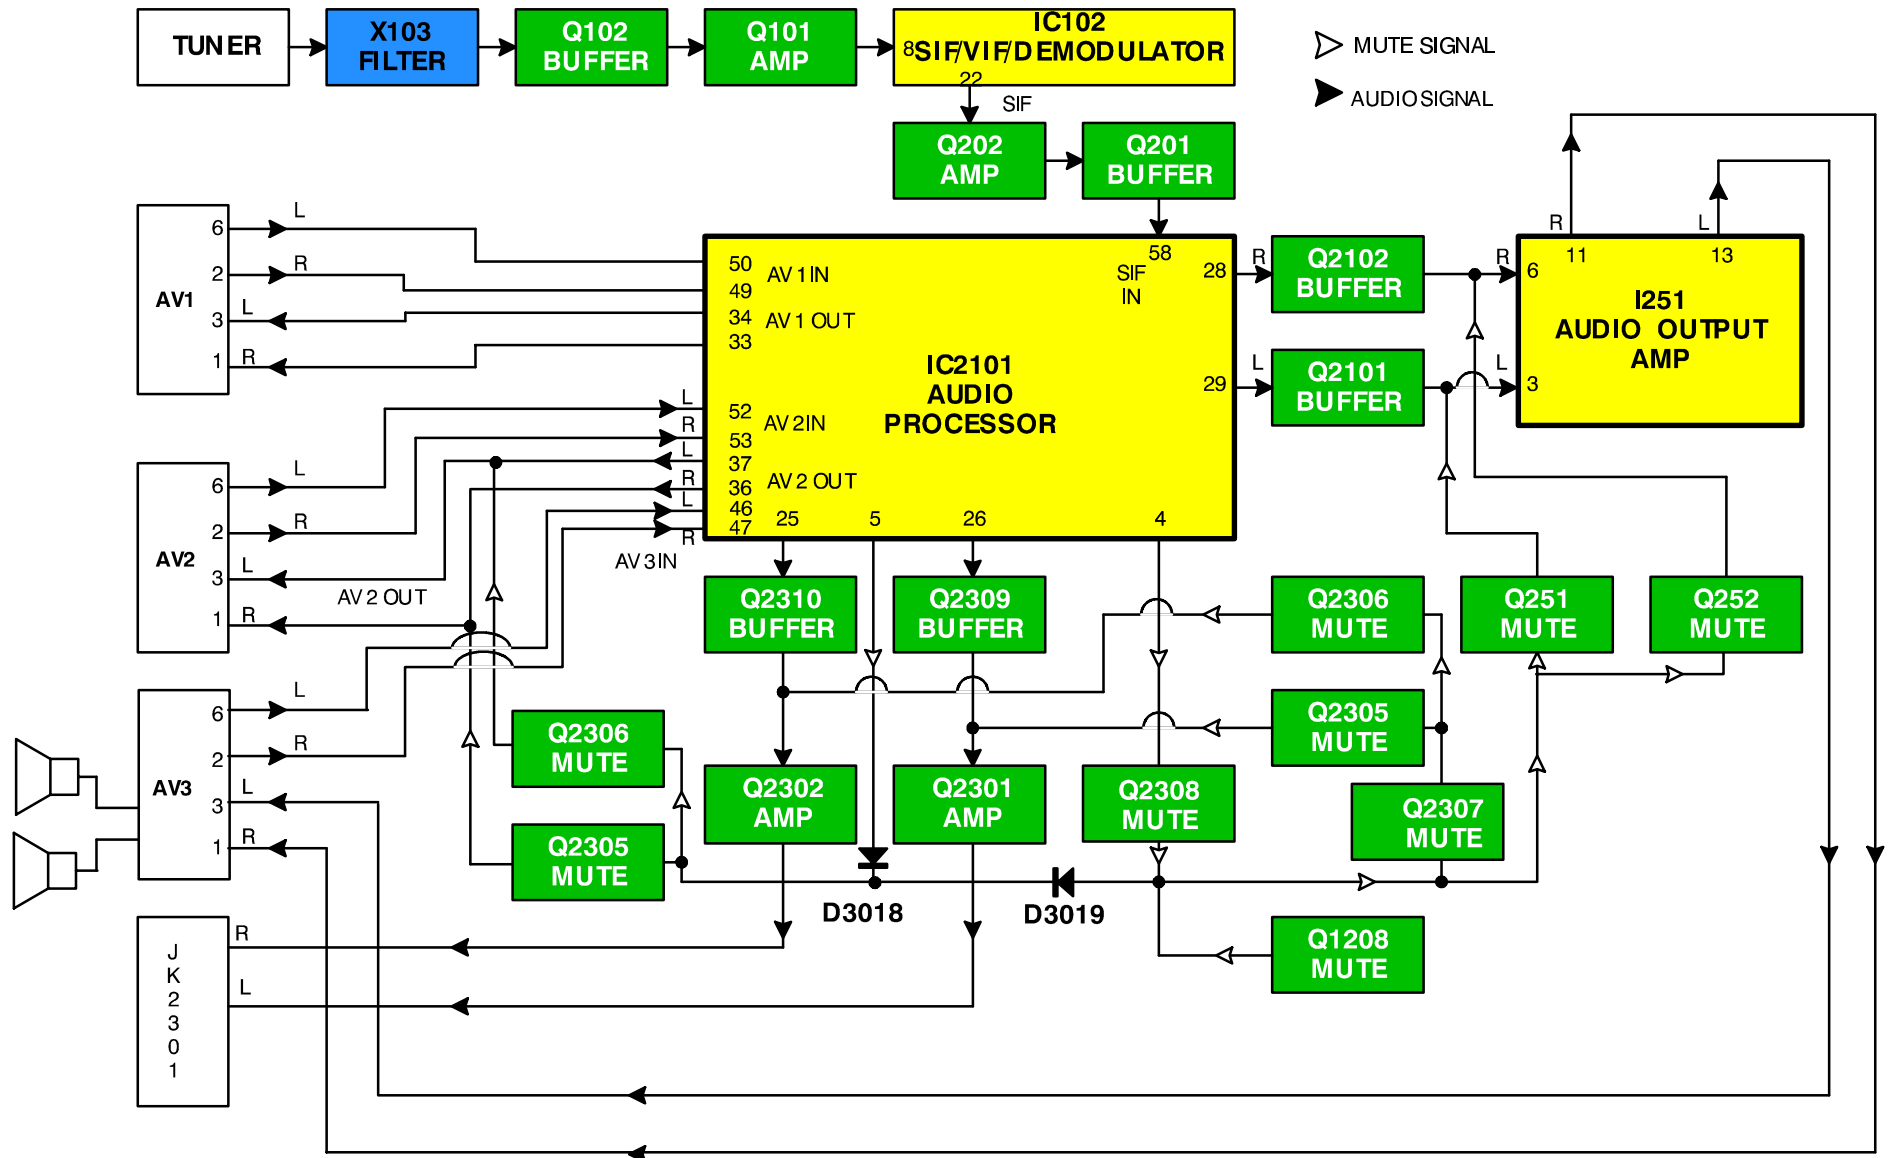 TUNER
X103
FILTER
Q102
BUFFER
Q101
AMP
IC102
8 SIF/VIF/DEMODULATOR
22
MUTE SIGNAL
AUDIO SIGNAL
SIF
Q202
AMP
Q201
BUFFER
AV1
6
L
2
R
3
L
1
R
50
AV 1 IN
49
34
AV 1 OUT
33
58
SIF
IN
28
R
Q2102
BUFFER
R
6
R
11
L
13
I251
AUDIO OUTPUT
AMP
IC2101
AUDIO
PROCESSOR
29
L
Q2101
BUFFER
L
3
L
52
AV 2 IN
R
53
L
37
R
36
AV 2 OUT
L
46
R
47
25
5
26
4
AV 3 IN
AV2
6
L
2
R
3
L
1
R
AV 2 OUT
Q2310
BUFFER
Q2309
BUFFER
Q2306
MUTE
Q251
MUTE
Q252
MUTE
AV3
6
L
2
R
3
L
1
R
Q2306
MUTE
Q2305
MUTE
Q2302
AMP
Q2301
AMP
Q2308
MUTE
Q2305
MUTE
Q2307
MUTE
D3018
D3019
Q1208
MUTE
J
K
2
3
0
1
R
L